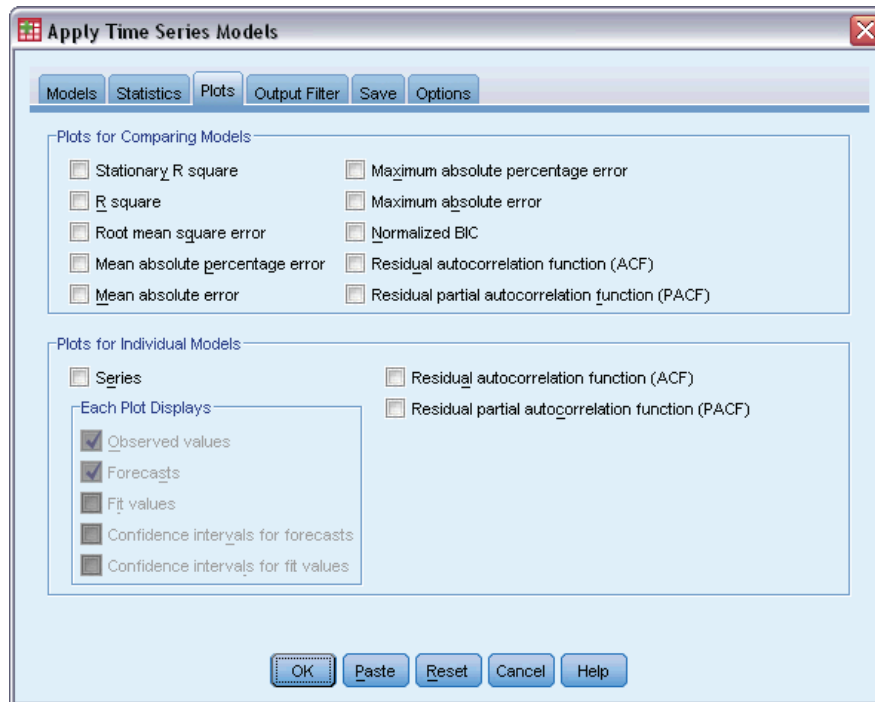 Apply Time Series Models
Models Statistics Plots Output Filter Save Options
Plots for Comparing Models
Stationary R square
R square
Root mean square error
Mean absolute percentage error
Mean absolute error
Maximum absolute percentage error
Maximum absolute error
Normalized BIC
Residual autocorrelation function (ACF)
Residual partial autocorrelation function (PACF)
Plots for Individual Models
Series
Each Plot Displays
Observed values
Forecasts
Fit values
Confidence intervals for forecasts
Confidence intervals for fit values
Residual autocorrelation function (ACF)
Residual partial autocorrelation function (PACF)
OK Paste Reset Cancel Help